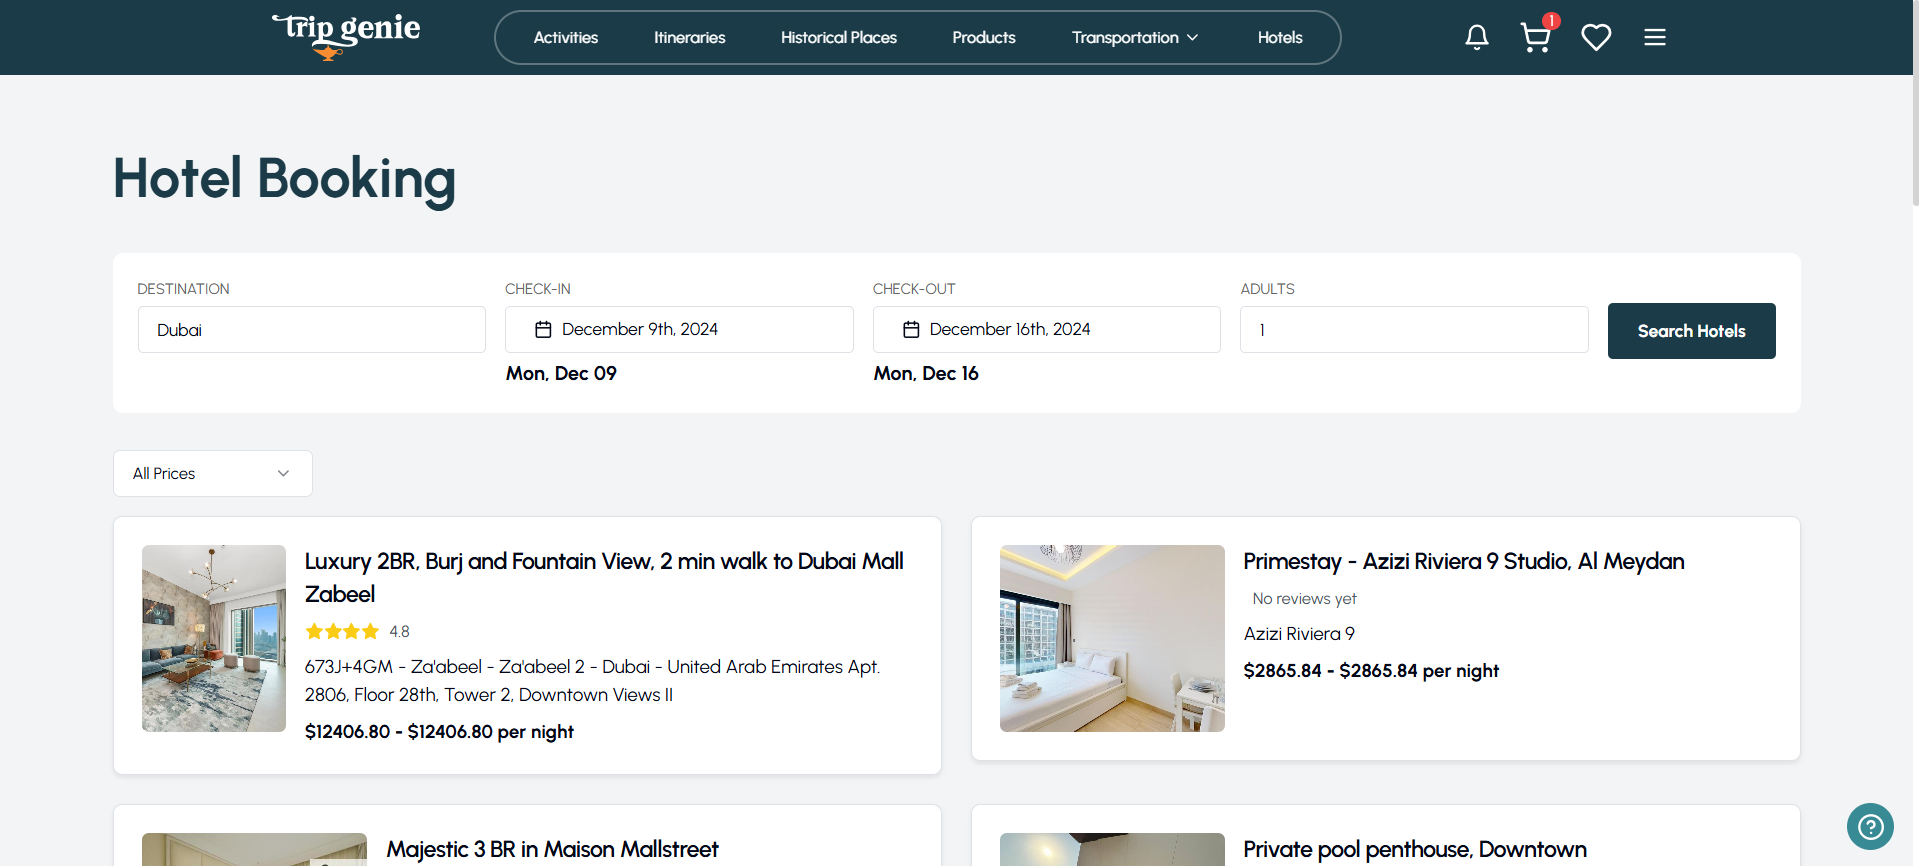 trip genie
Activities
Itineraries
Historical Places
Products
Transportation
Hotels
1
Hotel Booking
DESTINATION
CHECK-IN
CHECK-OUT
ADULTS
Dubai
December 9th, 2024
December 16th, 2024
1
Search Hotels
Mon, Dec 09
Mon, Dec 16
All Prices
Luxury 2BR, Burj and Fountain View, 2 min walk to Dubai Mall
Zabeel
4.8
673J+4GM - Za'abeel - Za'abeel 2 - Dubai - United Arab Emirates Apt.
2806, Floor 28th, Tower 2, Downtown Views II
$12406.80 - $12406.80 per night
Primestay - Azizi Riviera 9 Studio, Al Meydan
No reviews yet
Azizi Riviera 9
$2865.84 - $2865.84 per night
Majestic 3 BR in Maison Mallstreet
Private pool penthouse, Downtown